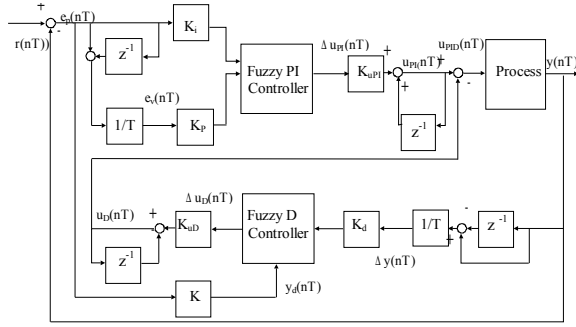 + e_p(nT) K_i Δ u_PI(nT) u_PID(nT)
r(nT)) - z^-1 Fuzzy PI Controller K_uPI + u_PI(nT) + Process y(nT)
e_v(nT) + -
1/T K_P z^-1
Δ u_D(nT) -
u_D(nT) + K_uD Fuzzy D Controller K_d 1/T z^-1
- +
z^-1 Δ y(nT)
K y_d(nT)